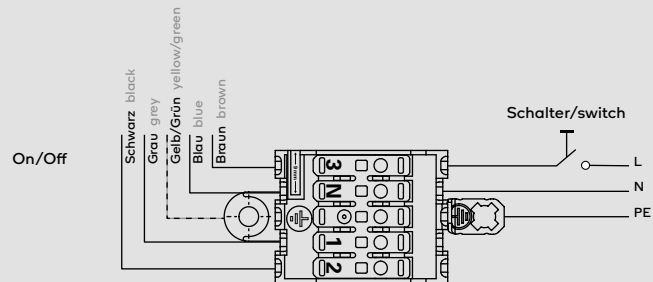 On/Off
Schwarz black
Grau grey
Gelb/Grün yellow/green
Blau blue
Braun brown
Schalter/switch
3
N
1
2
L
N
PE